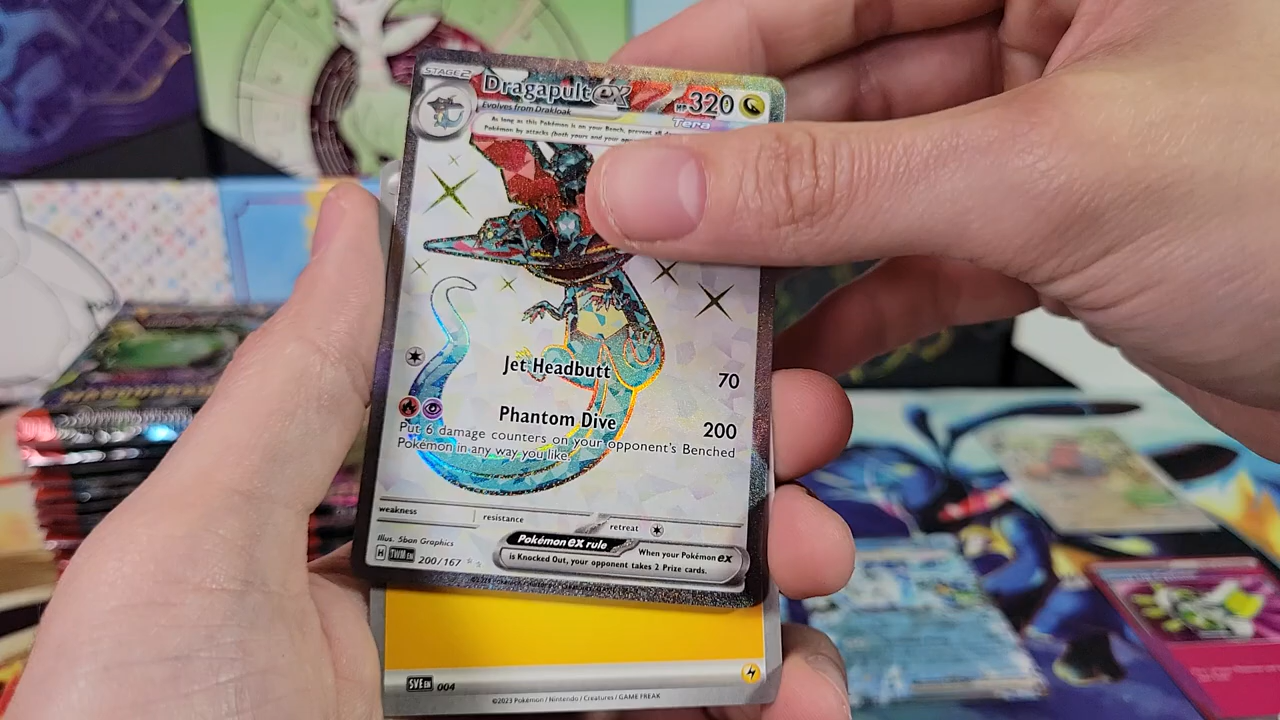 STAGE 2 Dragapult ex HP 320
Evolves from Drakloak
Tera
As long as this Pokémon is on your Bench, prevent all
Pokémon by attacks (both yours and your
Jet Headbutt 70
Phantom Dive 200
Put 6 damage counters on your opponent's Benched
Pokémon in any way you like.
weakness resistance retreat
Illus. 5ban Graphics
Pokémon ex rule
When your Pokémon ex
is Knocked Out, your opponent takes 2 Prize cards.
H TWM EN 200/167
SVE EN 004
©2023 Pokémon / Nintendo / Creatures / GAME FREAK